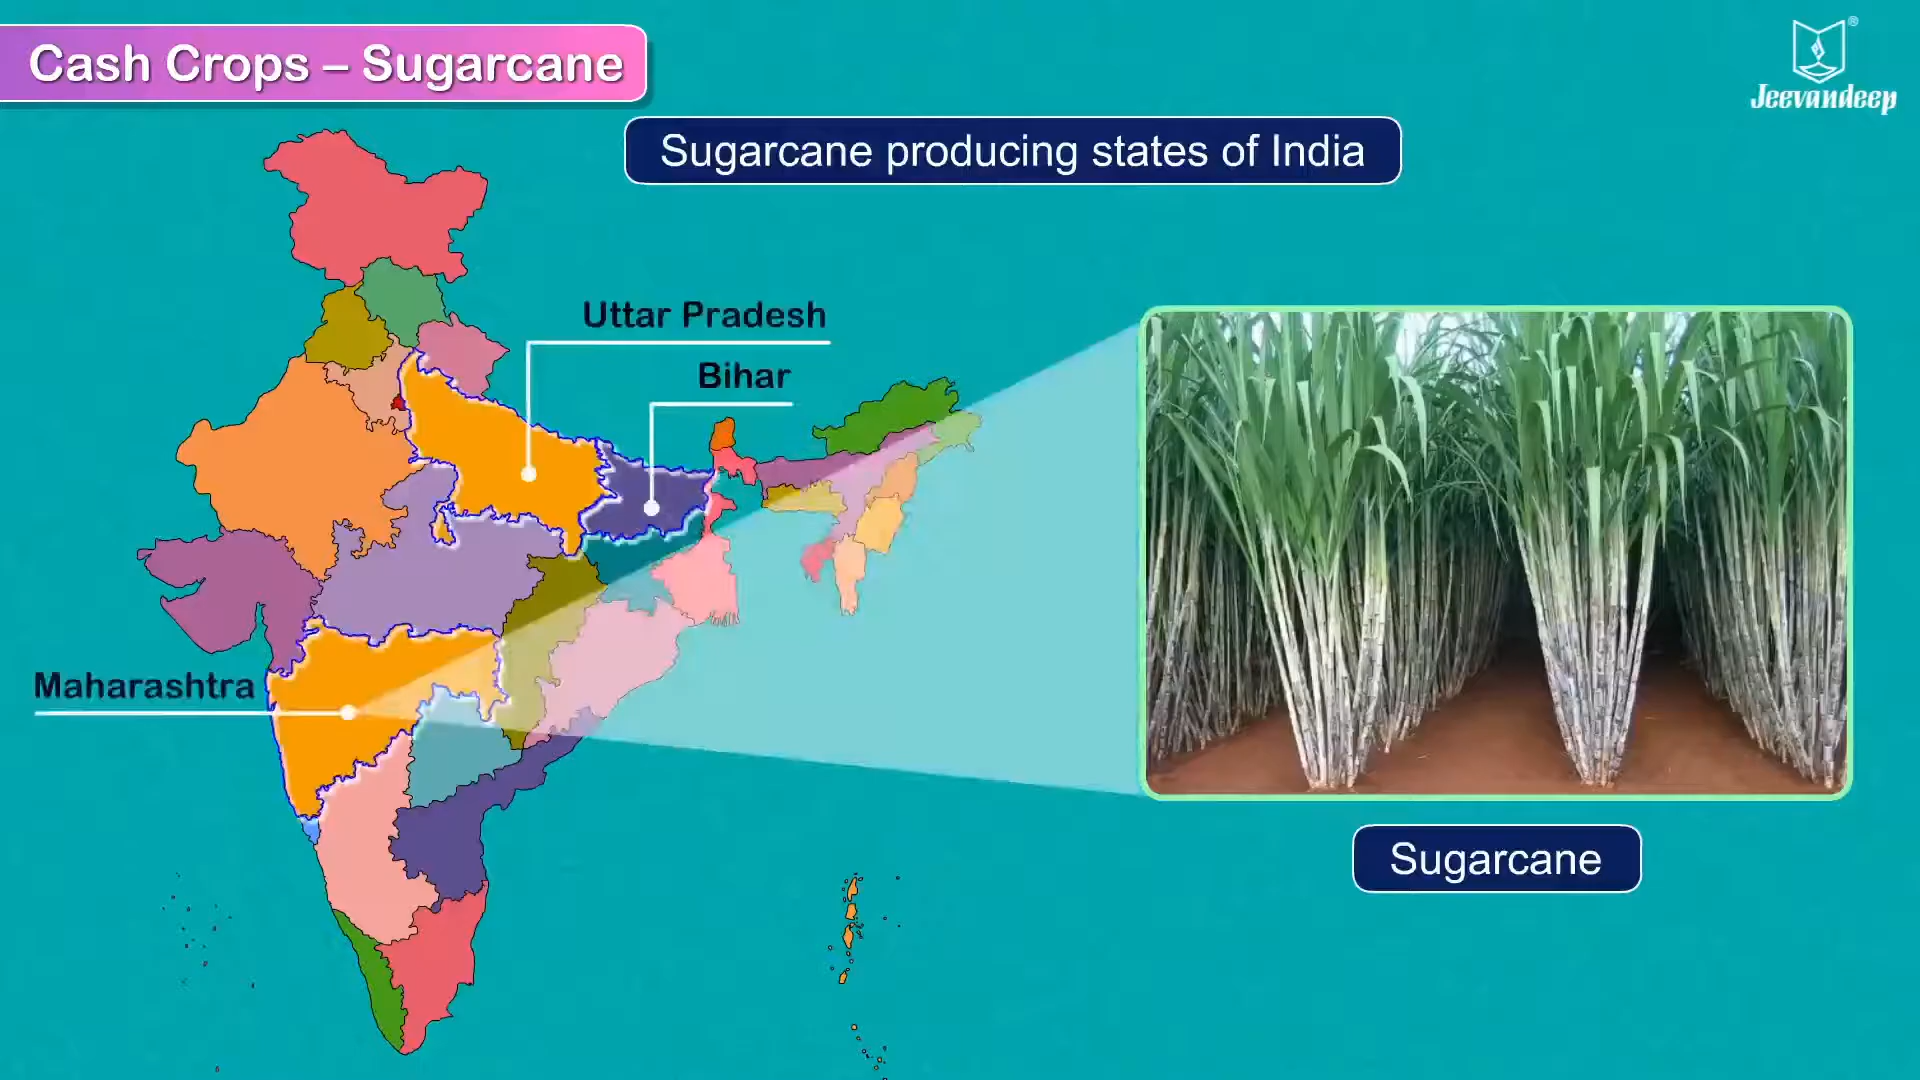 Cash Crops – Sugarcane
®
Jeevandeep
Sugarcane producing states of India
Uttar Pradesh
Bihar
Maharashtra
Sugarcane